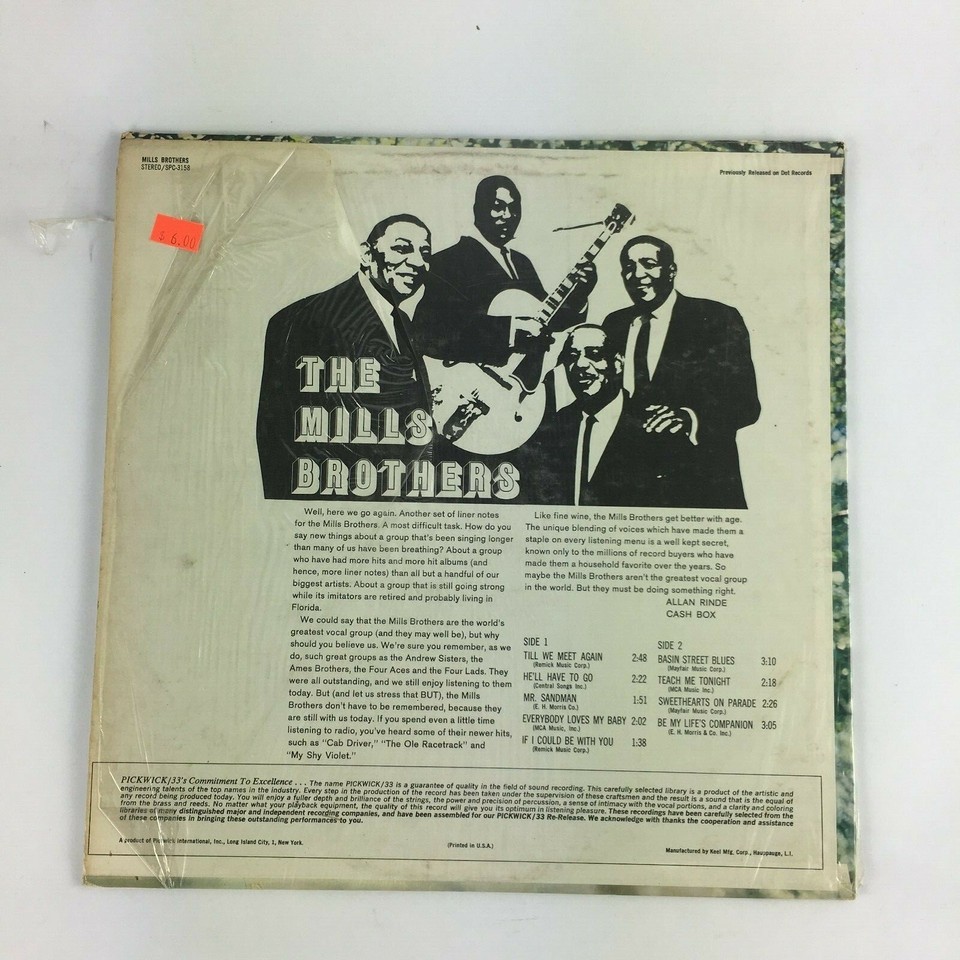 MILLS BROTHERS
STEREO/SPC-3158
Previously Released on Dot Records
$ 6.00
THE
MILLS
BROTHERS
Well, here we go again. Another set of liner notes
for the Mills Brothers. A most difficult task. How do you
say new things about a group that's been singing longer
than many of us have been breathing? About a group
who have had more hits and more hit albums (and
hence, more liner notes) than all but a handful of our
biggest artists. About a group that is still going strong
while its imitators are retired and probably living in
Florida.
We could say that the Mills Brothers are the world's
greatest vocal group (and they may well be), but why
should you believe us. We're sure you remember, as we
do, such great groups as the Andrew Sisters, the
Ames Brothers, the Four Aces and the Four Lads. They
were all outstanding, and we still enjoy listening to them
today. But (and let us stress that BUT), the Mills
Brothers don't have to be remembered, because they
are still with us today. If you spend even a little time
listening to radio, you've heard some of their newer hits,
such as "Cab Driver," "The Ole Racetrack" and
"My Shy Violet."
Like fine wine, the Mills Brothers get better with age.
The unique blending of voices which have made them a
staple on every listening menu is a well kept secret,
known only to the millions of record buyers who have
made them a household favorite over the years. So
maybe the Mills Brothers aren't the greatest vocal group
in the world. But they must be doing something right.
ALLAN RINDE
CASH BOX
SIDE 1
TILL WE MEET AGAIN 2:48
(Remick Music Corp.)
HE'LL HAVE TO GO 2:22
(Central Songs Inc.)
MR. SANDMAN 1:51
(E. H. Morris Co.)
EVERYBODY LOVES MY BABY 2:02
(MCA Music, Inc.)
IF I COULD BE WITH YOU 1:38
(Remick Music Corp.)
SIDE 2
BASIN STREET BLUES 3:10
(Mayfair Music Corp.)
TEACH ME TONIGHT 2:18
(MCA Music Inc.)
SWEETHEARTS ON PARADE 2:26
(Mayfair Music Corp.)
BE MY LIFE'S COMPANION 3:05
(E. H. Morris & Co. Inc.)
PICKWICK/33's Commitment To Excellence . . . The name PICKWICK/33 is a guarantee of quality in the field of sound recording. This carefully selected library is a product of the artistic and
engineering talents of the top names in the industry. Every step in the production of the record has been taken under the supervision of these craftsmen and the result is a sound that is the equal of
any record being produced today. You will enjoy a fuller depth and brilliance of the strings, the power and precision of percussion, a sense of intimacy with the vocal portions, and a clarity and coloring
from the brass and reeds. No matter what your playback equipment, the quality of this record will give you its optimum in listening pleasure. These recordings have been carefully selected from the
libraries of many distinguished major and independent recording companies, and have been assembled for our PICKWICK/33 Re-Release. We acknowledge with thanks the cooperation and assistance
of these companies in bringing these outstanding performances to you.
A product of Pickwick International, Inc., Long Island City, 1, New York.
(Printed in U.S.A.)
Manufactured by Keel Mfg. Corp., Hauppauge, L.I.